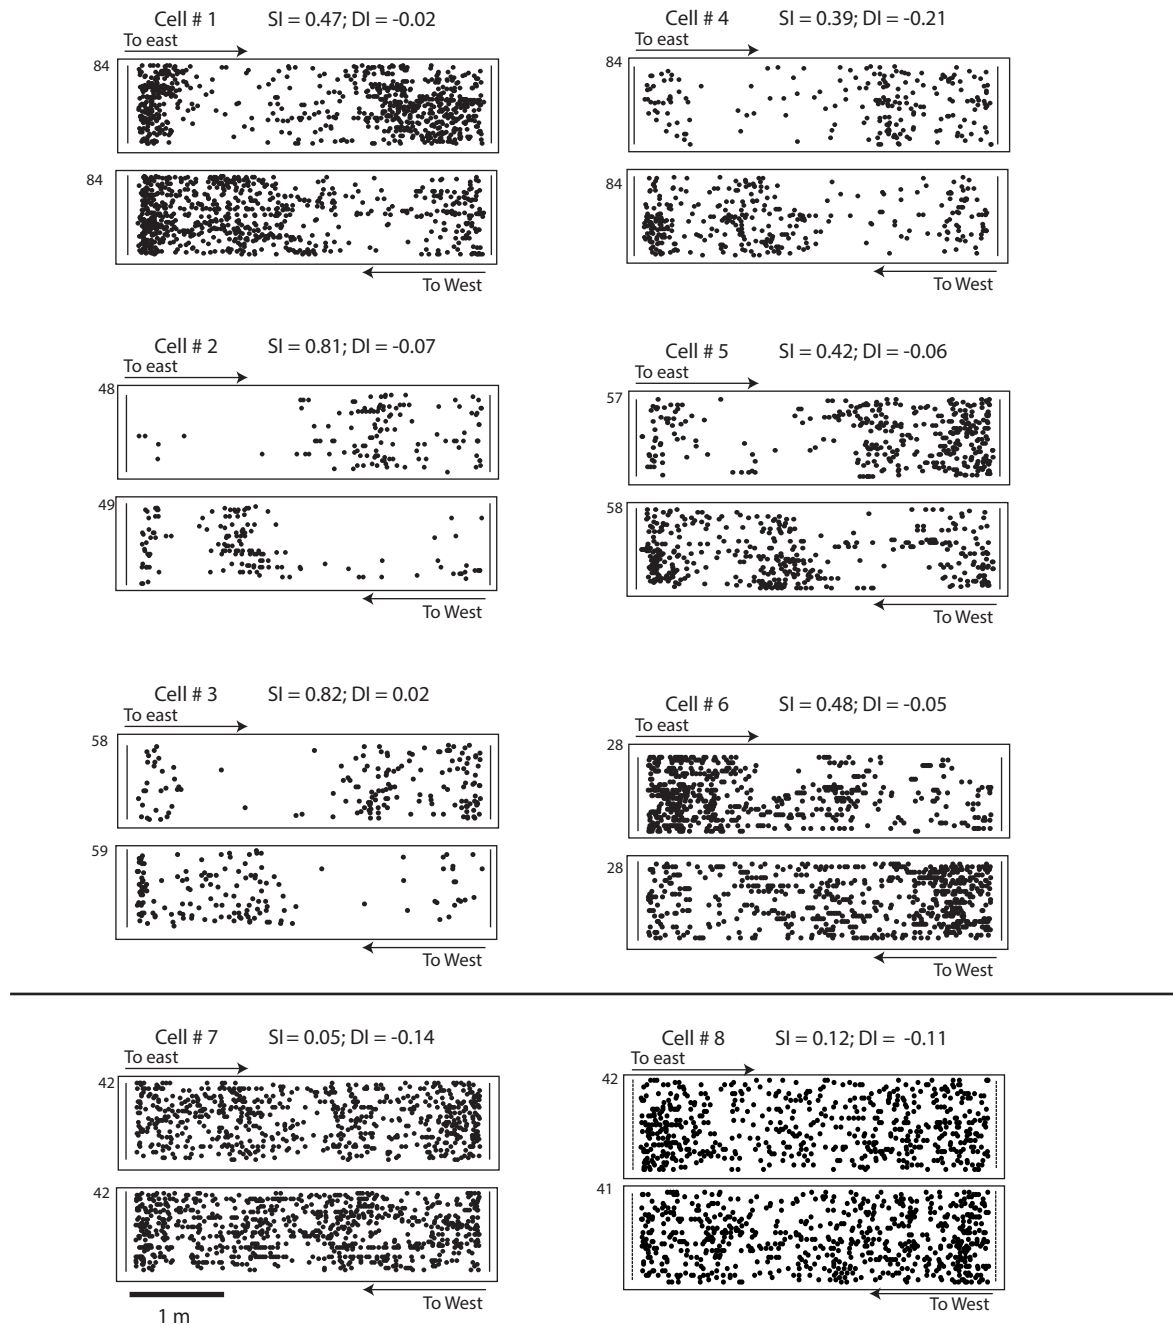 Cell # 1 SI = 0.47; DI = -0.02
To east
84
84
To West
Cell # 4 SI = 0.39; DI = -0.21
To east
84
84
To West
Cell # 2 SI = 0.81; DI = -0.07
To east
48
49
To West
Cell # 5 SI = 0.42; DI = -0.06
To east
57
58
To West
Cell # 3 SI = 0.82; DI = 0.02
To east
58
59
To West
Cell # 6 SI = 0.48; DI = -0.05
To east
28
28
To West
Cell # 7 SI = 0.05; DI = -0.14
To east
42
42
To West
1 m
Cell # 8 SI = 0.12; DI = -0.11
To east
42
41
To West